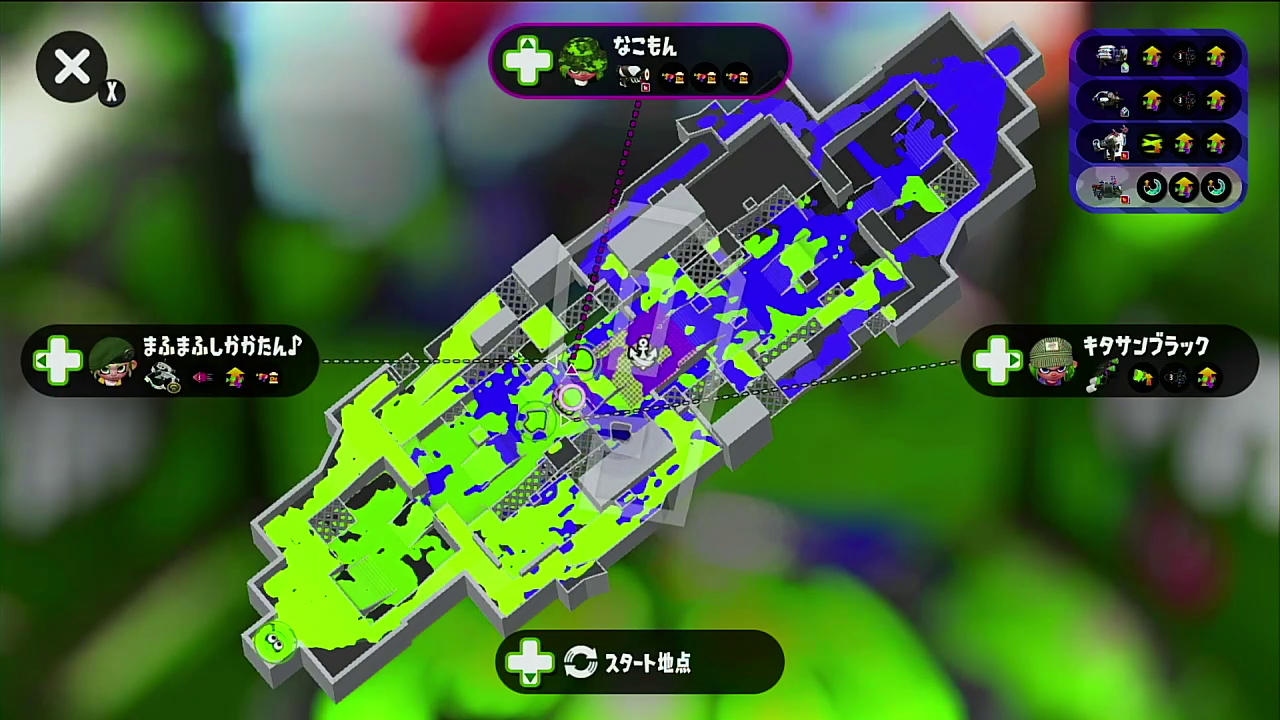 X
なこもん
まふまふしかかたん♪
キタサンブラック
スタート地点